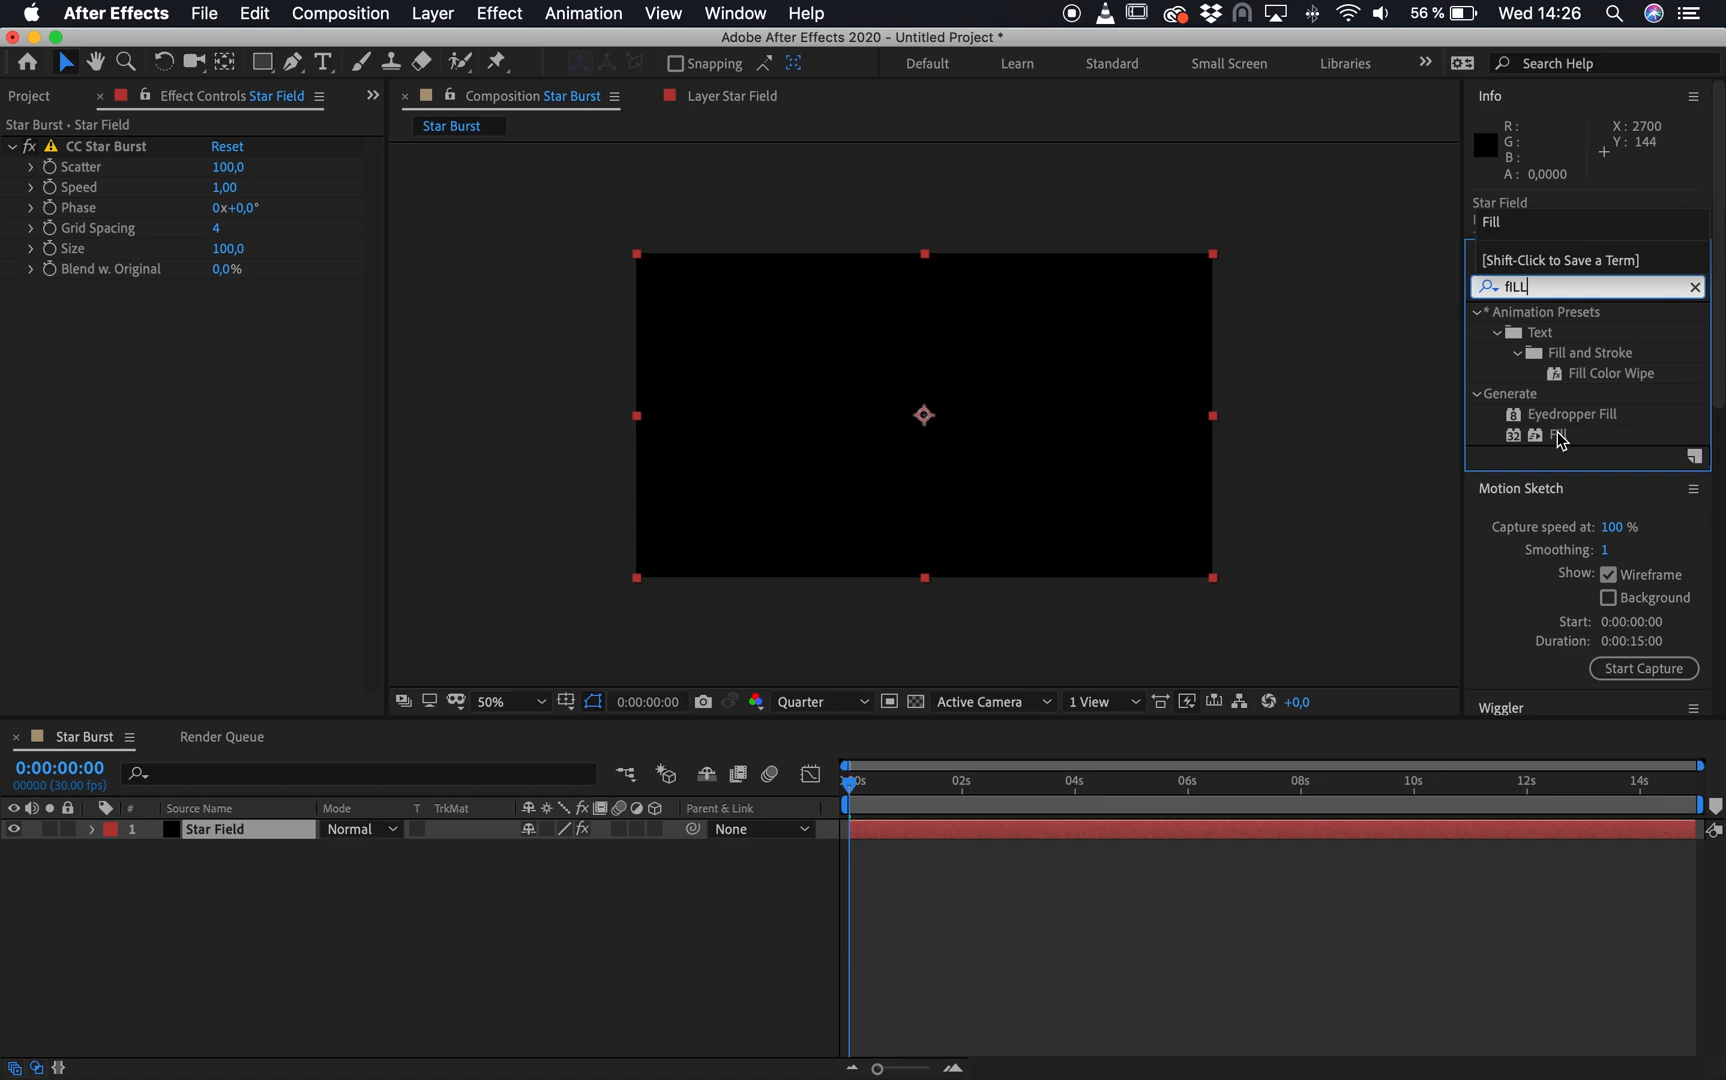 After Effects File Edit Composition Layer Effect Animation View Window Help 56 % Wed 14:26
Adobe After Effects 2020 - Untitled Project *
Snapping Default Learn Standard Small Screen Libraries Search Help
Project Effect Controls Star Field Composition Star Burst Layer Star Field Info
Star Burst • Star Field Star Burst
R: X: 2700
G: Y: 144
B:
A: 0,0000
fx CC Star Burst Reset
Scatter 100,0
Speed 1,00
Phase 0x+0,0°
Grid Spacing 4
Size 100,0
Blend w. Original 0,0%
Star Field
Fill
[Shift-Click to Save a Term]
fILL
* Animation Presets
Text
Fill and Stroke
Fill Color Wipe
Generate
8 Eyedropper Fill
32 Fill
Motion Sketch
Capture speed at: 100 %
Smoothing: 1
Show: Wireframe
Background
Start: 0:00:00:00
Duration: 0:00:15:00
Start Capture
Wiggler
50% 0:00:00:00 Quarter Active Camera 1 View +0,0
Star Burst Render Queue
0:00:00:00
00000 (30.00 fps)
02s 04s 06s 08s 10s 12s 14s
# Source Name Mode T TrkMat fx Parent & Link
1 Star Field Normal fx None